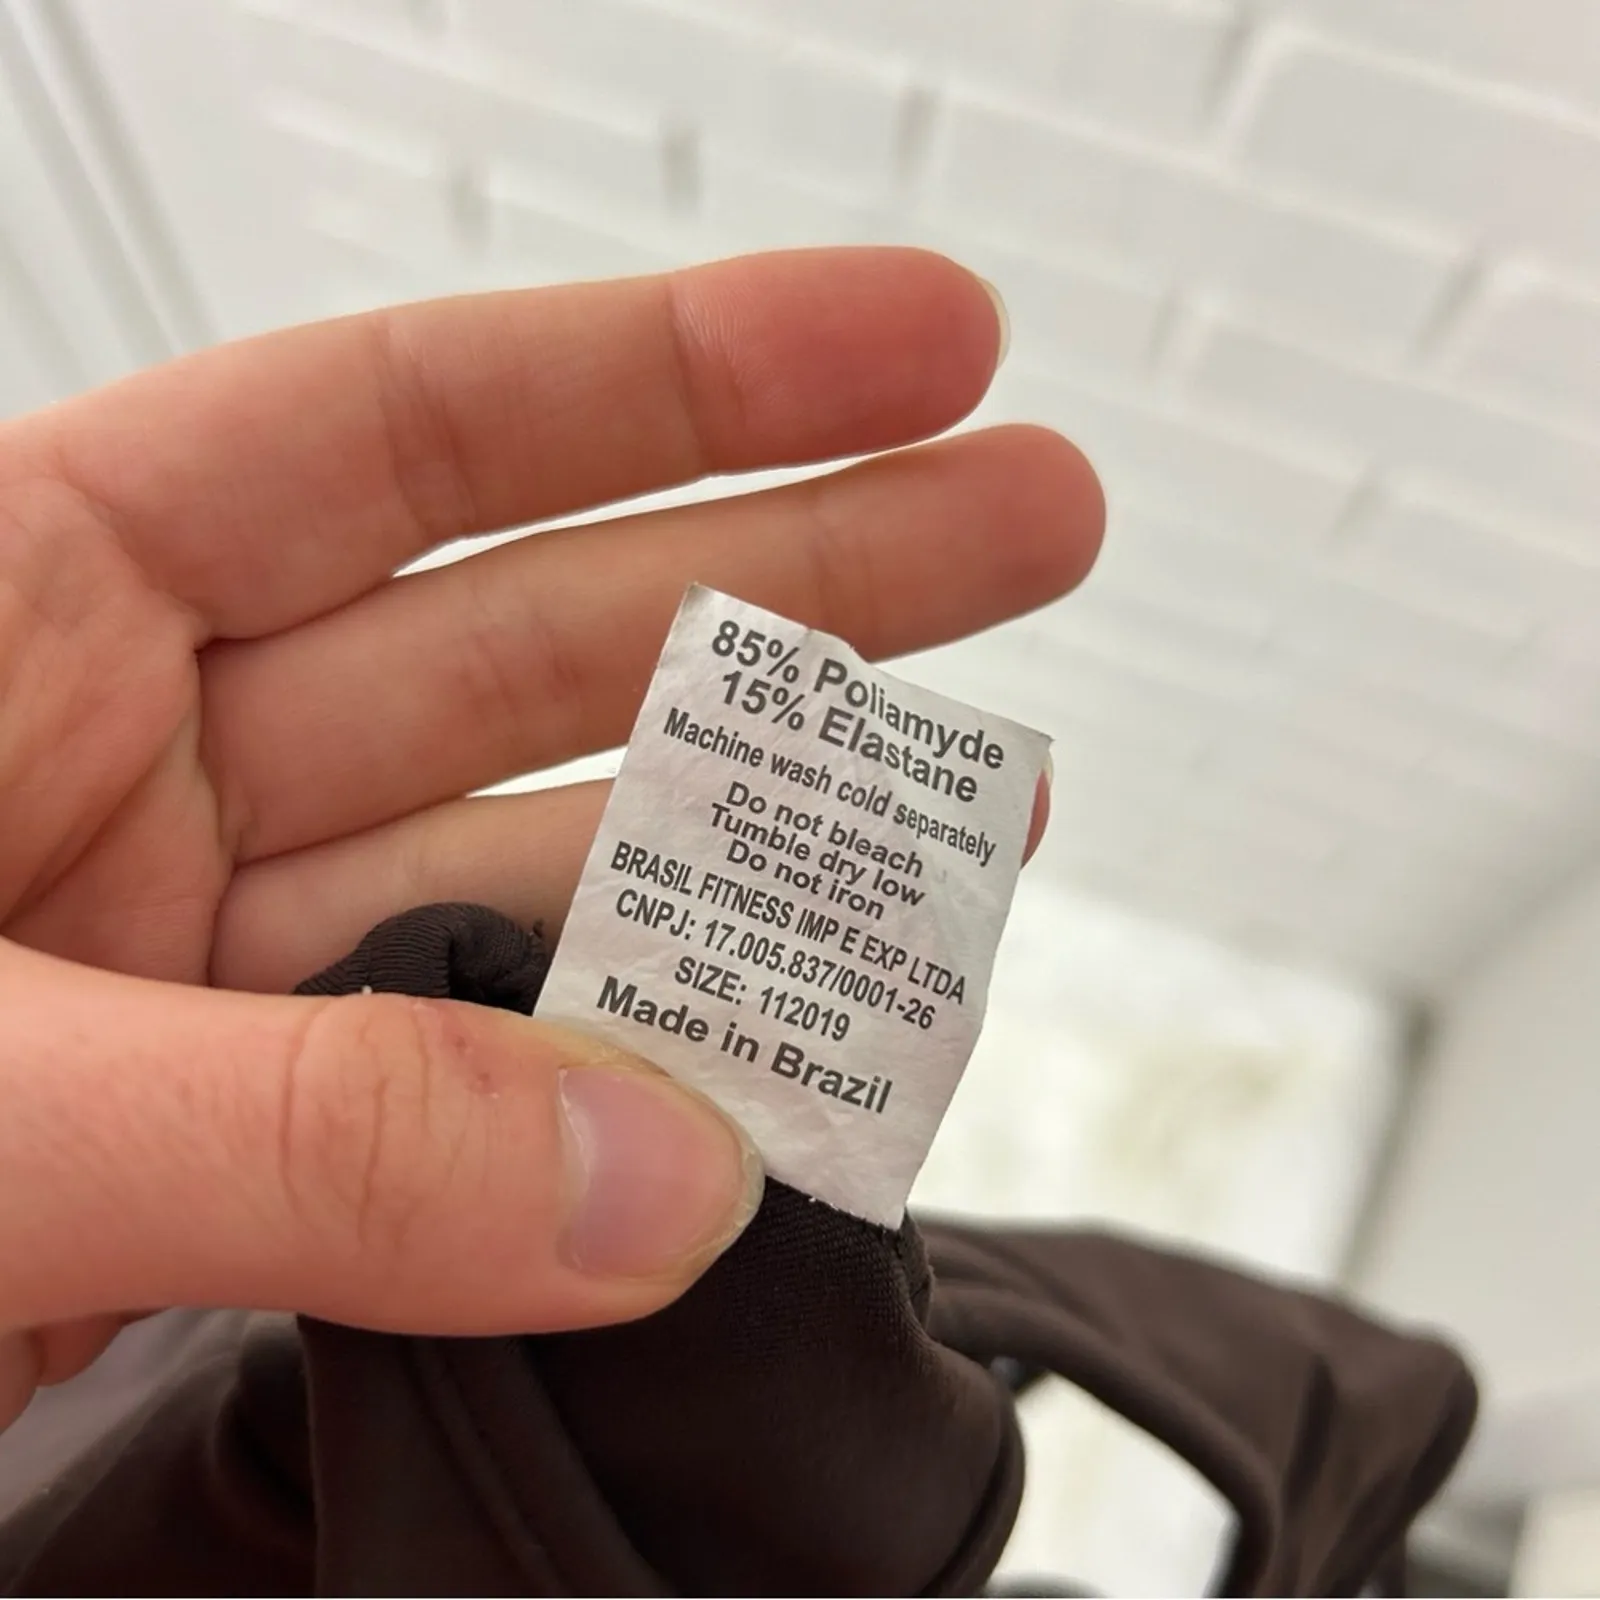 85% Poliamyde
15% Elastane
Machine wash cold separately
Do not bleach
Tumble dry low
Do not iron
BRASIL FITNESS IMP E EXP LTDA
CNPJ: 17.005.837/0001-26
SIZE: 112019
Made in Brazil